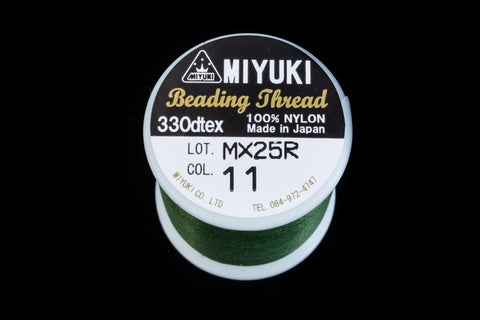 MIYUKI
MIYUKI
Beading Thread
330dtex
100% NYLON
Made in Japan
LOT. MX25R
COL. 11
MIYUKI CO., LTD
TEL 084-972-4747